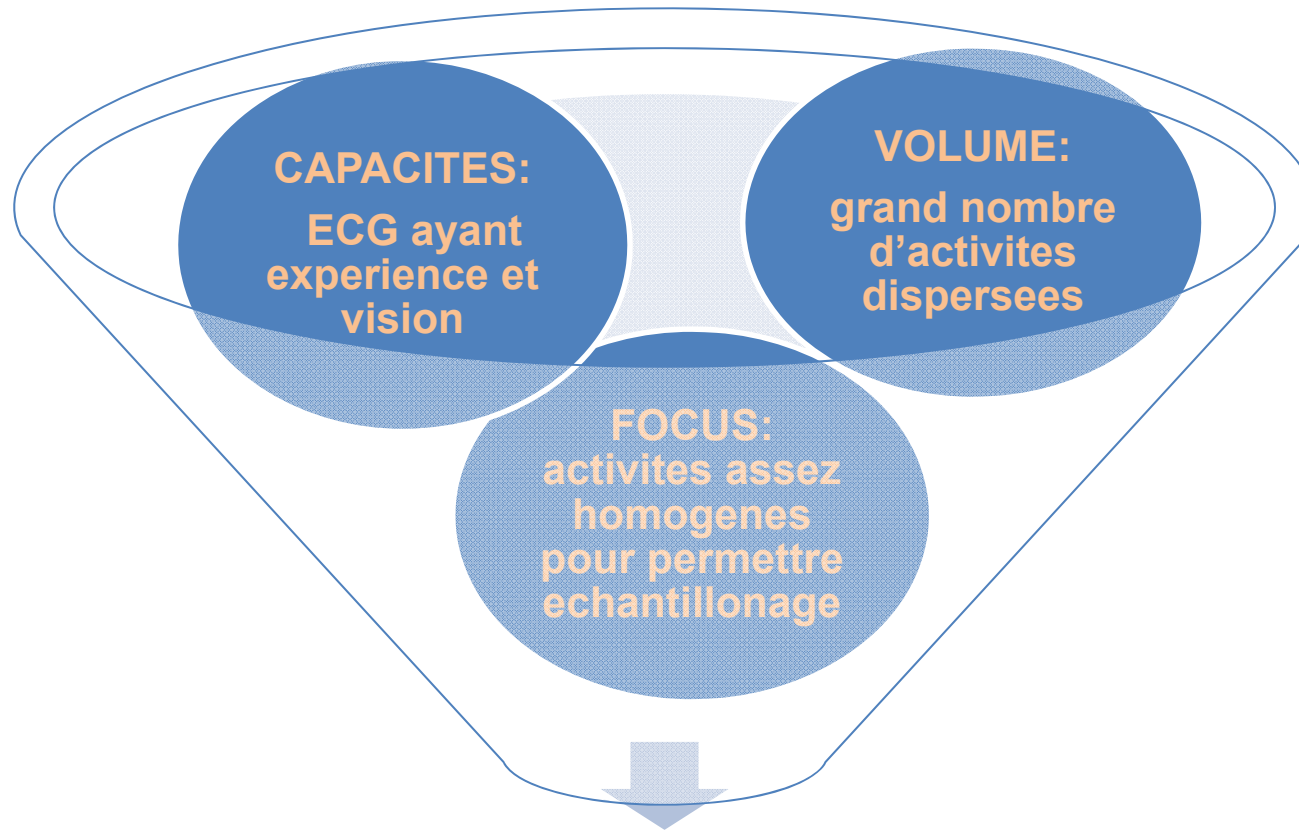 CAPACITES:
ECG ayant
experience et
vision
VOLUME:
grand nombre
d’activites
dispersees
FOCUS:
activites assez
homogenes
pour permettre
echantillonage